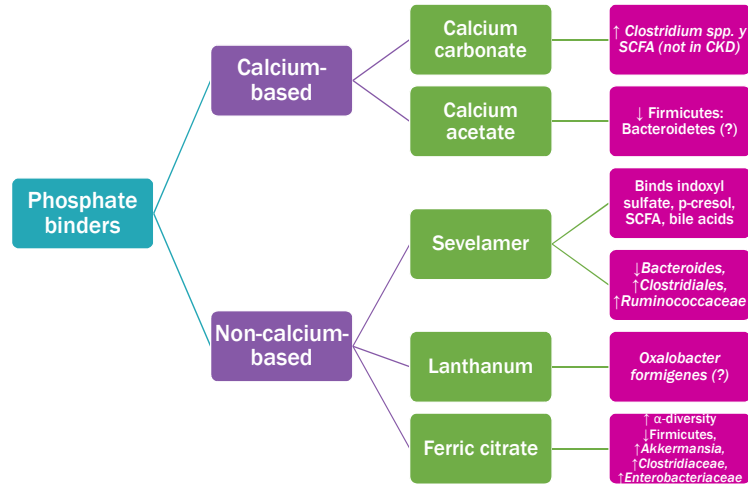 Phosphate
binders
Calcium-
based
Calcium
carbonate
↑ Clostridium spp. y
SCFA (not in CKD)
Calcium
acetate
↓ Firmicutes:
Bacteroidetes (?)
Non-calcium-
based
Sevelamer
Binds indoxyl
sulfate, p-cresol,
SCFA, bile acids
↓Bacteroides,
↑Clostridiales,
↑Ruminococcaceae
Lanthanum
Oxalobacter
formigenes (?)
Ferric citrate
↑ α-diversity
↓Firmicutes,
↑Akkermansia,
↑Clostridiaceae,
↑Enterobacteriaceae